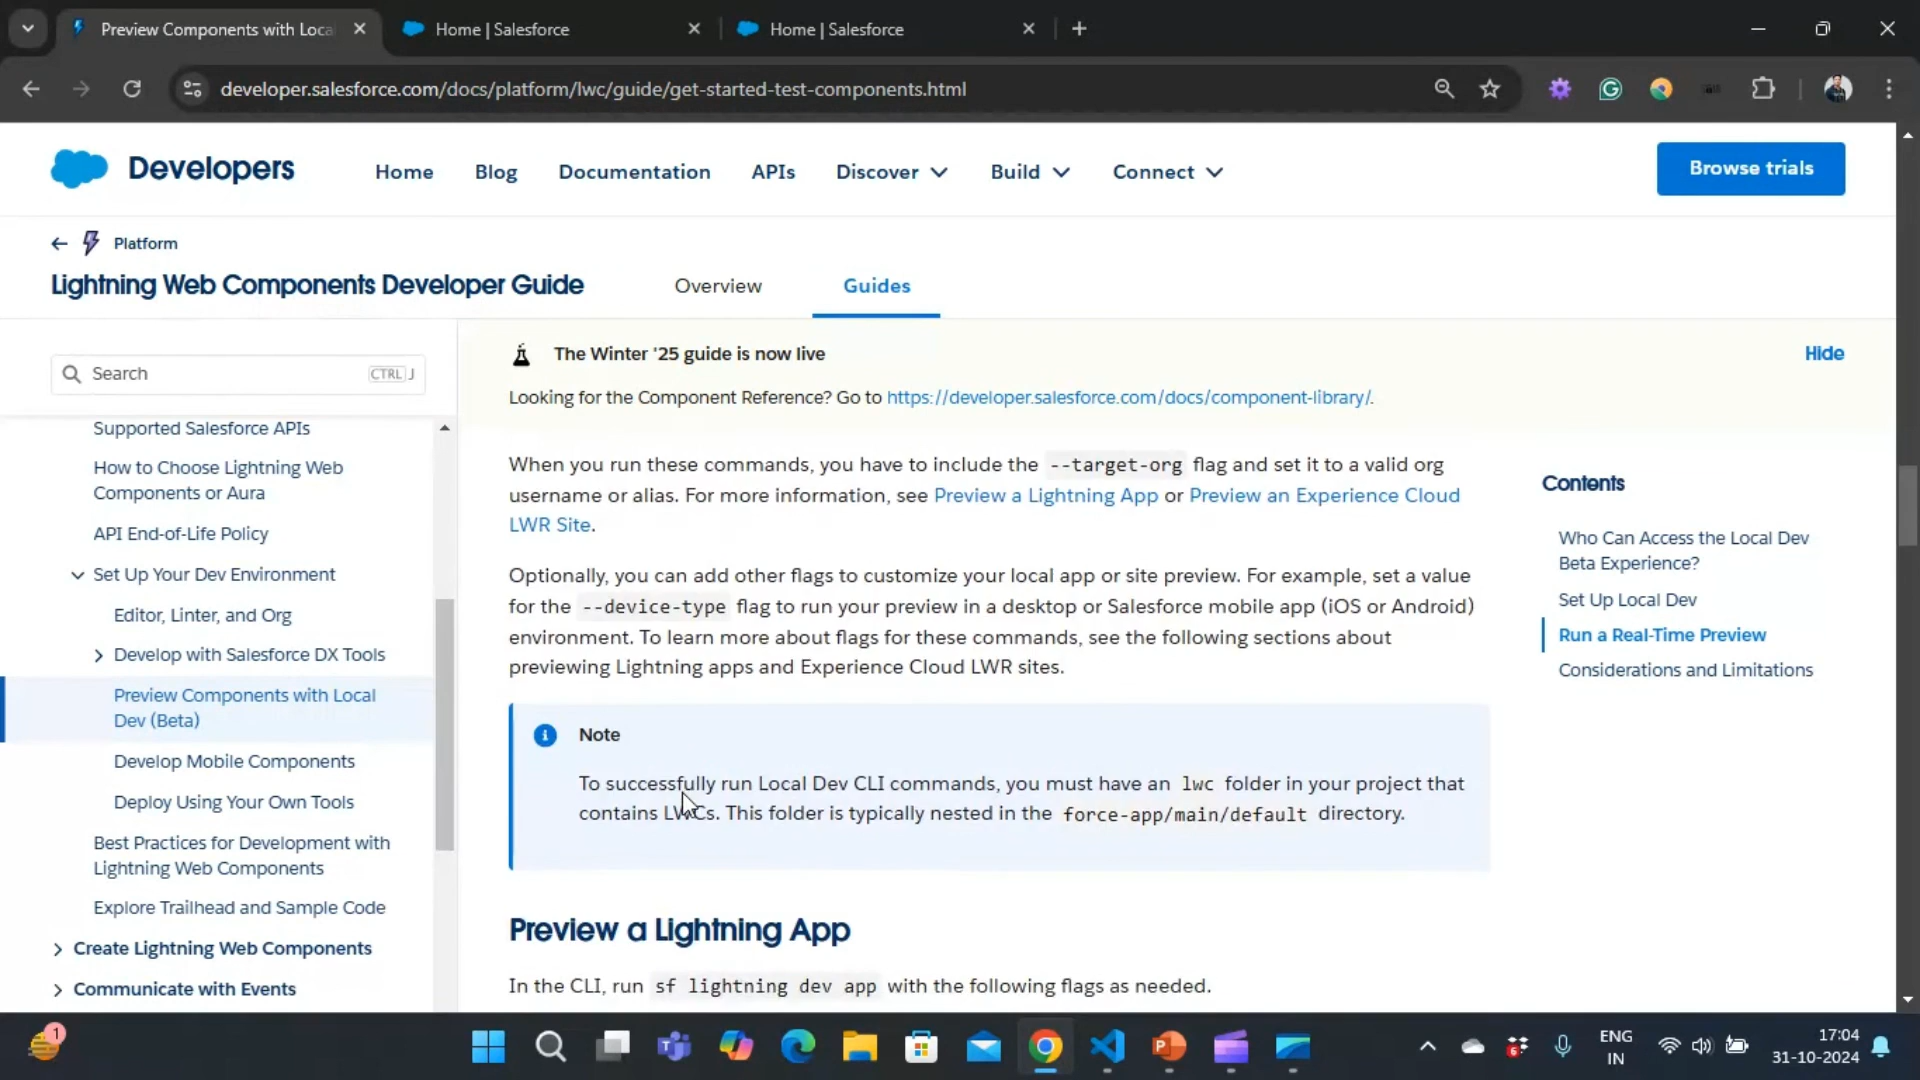 Preview Components with Loca
Home | Salesforce
Home | Salesforce
developer.salesforce.com/docs/platform/lwc/guide/get-started-test-components.html
Developers
Home
Blog
Documentation
APIs
Discover
Build
Connect
Browse trials
Platform
Lightning Web Components Developer Guide
Overview
Guides
Search
CTRL J
Supported Salesforce APIs
How to Choose Lightning Web
Components or Aura
API End-of-Life Policy
Set Up Your Dev Environment
Editor, Linter, and Org
Develop with Salesforce DX Tools
Preview Components with Local
Dev (Beta)
Develop Mobile Components
Deploy Using Your Own Tools
Best Practices for Development with
Lightning Web Components
Explore Trailhead and Sample Code
Create Lightning Web Components
Communicate with Events
The Winter '25 guide is now live
Hide
Looking for the Component Reference? Go to https://developer.salesforce.com/docs/component-library/.
When you run these commands, you have to include the --target-org flag and set it to a valid org
username or alias. For more information, see Preview a Lightning App or Preview an Experience Cloud
LWR Site.
Optionally, you can add other flags to customize your local app or site preview. For example, set a value
for the --device-type flag to run your preview in a desktop or Salesforce mobile app (iOS or Android)
environment. To learn more about flags for these commands, see the following sections about
previewing Lightning apps and Experience Cloud LWR sites.
Note
To successfully run Local Dev CLI commands, you must have an lwc folder in your project that
contains LWCs. This folder is typically nested in the force-app/main/default directory.
Preview a Lightning App
In the CLI, run sf lightning dev app with the following flags as needed.
Contents
Who Can Access the Local Dev
Beta Experience?
Set Up Local Dev
Run a Real-Time Preview
Considerations and Limitations
1
ENG
IN
17:04
31-10-2024